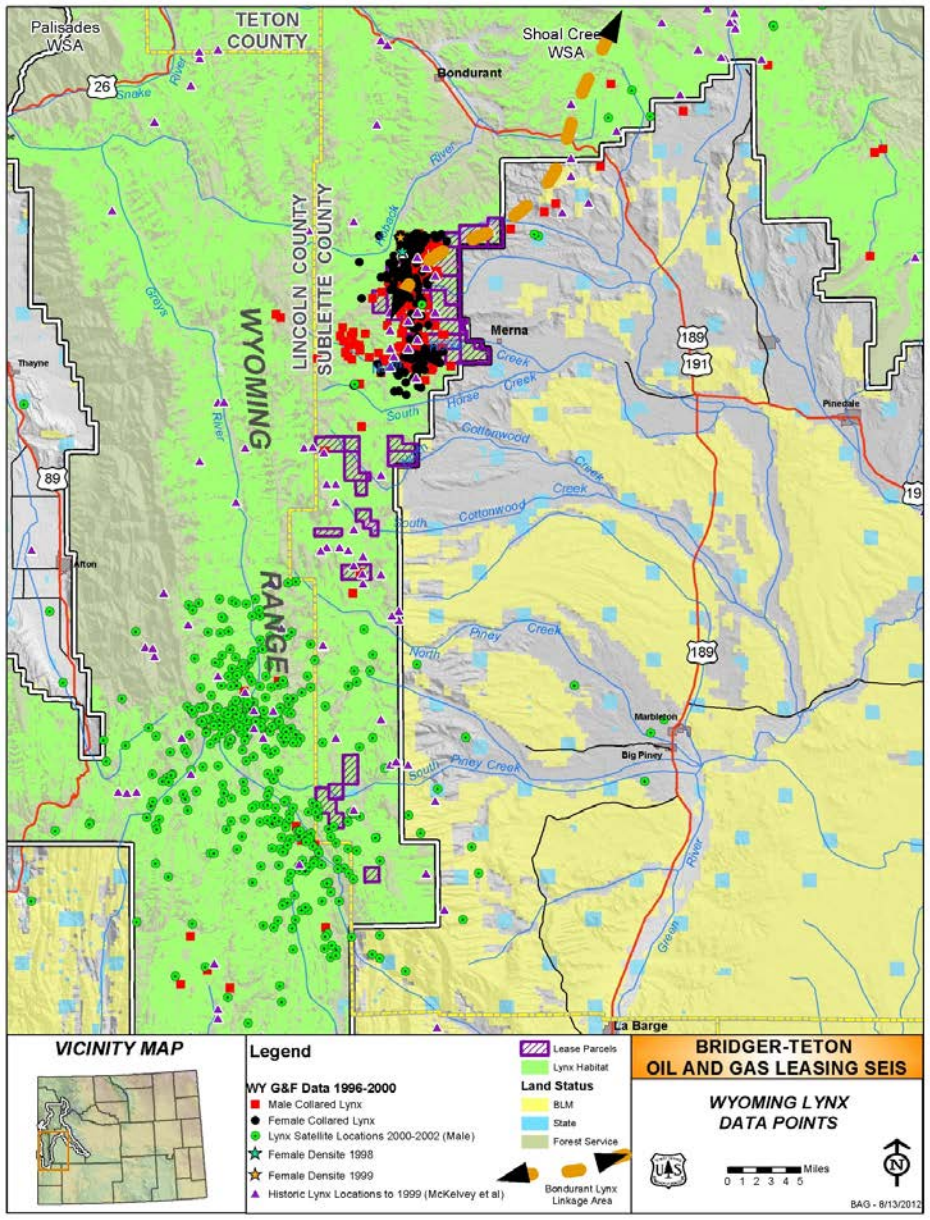 Palisades
WSA
TETON
COUNTY
Shoal Cree
WSA
26
Snake
River
Bondurant
River
Hoback
LINCOLN COUNTY
SUBLETTE COUNTY
Greys
River
WYOMING
RANGE
Merna
189
191
Thayne
Creek
Horse Creek
South
Pinedale
Cottonwood
Creek
89
19
South Cottonwood Creek
Afton
North Piney Creek
189
Marbleton
Big Piney
South Piney Creek
River
Green
La Barge
VICINITY MAP
Legend
WY G&F Data 1996-2000
Male Collared Lynx
Female Collared Lynx
Lynx Satellite Locations 2000-2002 (Male)
Female Densite 1998
Female Densite 1999
Historic Lynx Locations to 1999 (McKelvey et al)
Lease Parcels
Lynx Habitat
Land Status
BLM
State
Forest Service
Bondurant Lynx
Linkage Area
BRIDGER-TETON
OIL AND GAS LEASING SEIS
WYOMING LYNX
DATA POINTS
UAS
0 1 2 3 4 5 Miles
N
BAG - 8/13/2012